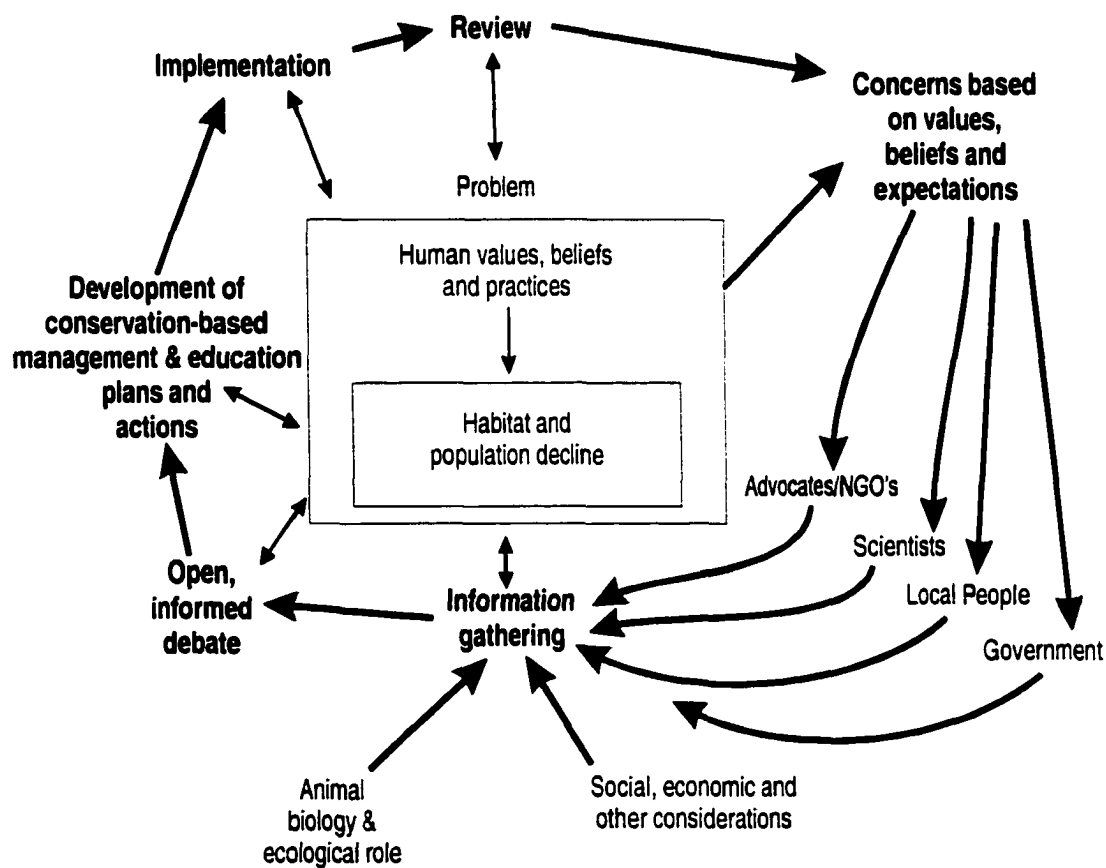 Review
Implementation
Concerns based
on values,
beliefs and
expectations
Problem
Human values, beliefs
and practices
Development of
conservation-based
management & education
plans and
actions
Habitat and
population decline
Advocates/NGO's
Scientists
Local People
Government
Open,
informed
debate
Information
gathering
Animal
biology &
ecological role
Social, economic and
other considerations